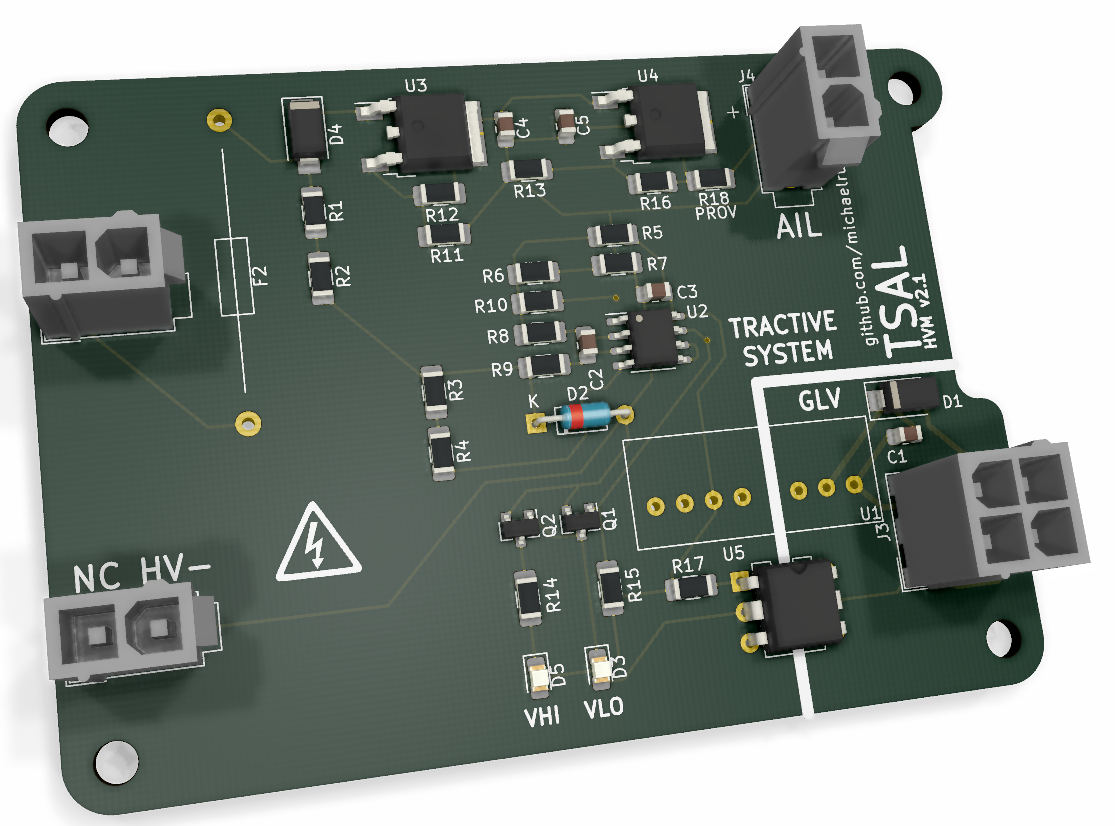 U3
U4
J4
+
D4
C4
C5
R13
R1
R12
R16
R18
PROV
R11
AIL
R5
R2
F2
R6
R7
github.com/michaelr
R10
C3
TSAL
HVM v2.1
R8
U2
TRACTIVE
SYSTEM
R9
C2
R3
K
D2
GLV
D1
R4
C1
Q2
Q1
U1
J3
NC HV-
U5
R17
R14
R15
D5
D3
VHI
VLO